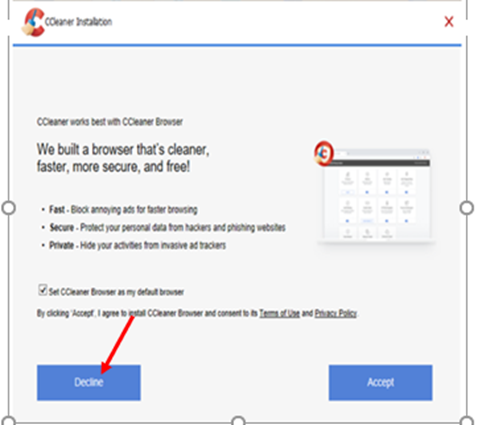 CCleaner Installation
X
CCleaner works best with CCleaner Browser
We built a browser that's cleaner,
faster, more secure, and free!
• Fast - Block annoying ads for faster browsing
• Secure - Protect your personal data from hackers and phishing websites
• Private - Hide your activities from invasive ad trackers
Set CCleaner Browser as my default browser
By clicking 'Accept', I agree to install CCleaner Browser and consent to its Terms of Use and Privacy Policy.
Decline
Accept